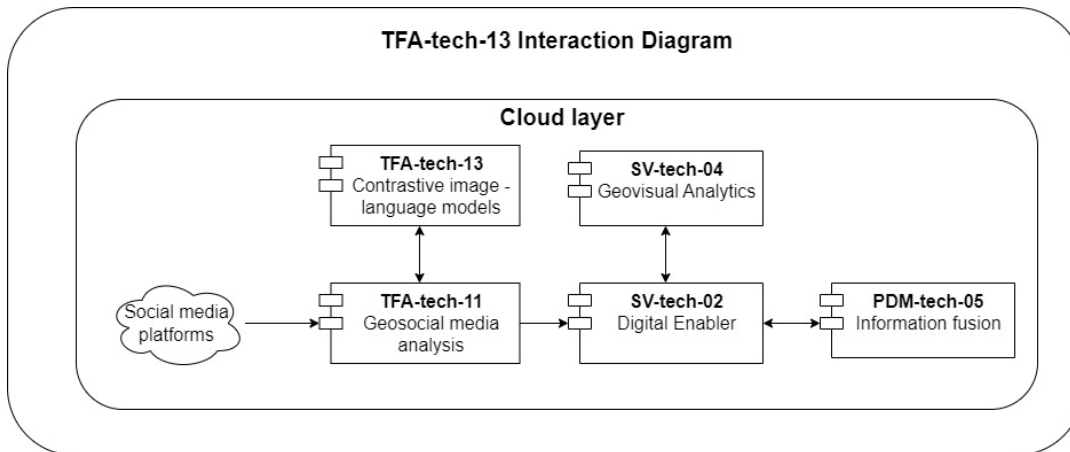 TFA-tech-13 Interaction Diagram
Cloud layer
TFA-tech-13
Contrastive image -
language models
SV-tech-04
Geovisual Analytics
Social media
platforms
TFA-tech-11
Geosocial media
analysis
SV-tech-02
Digital Enabler
PDM-tech-05
Information fusion